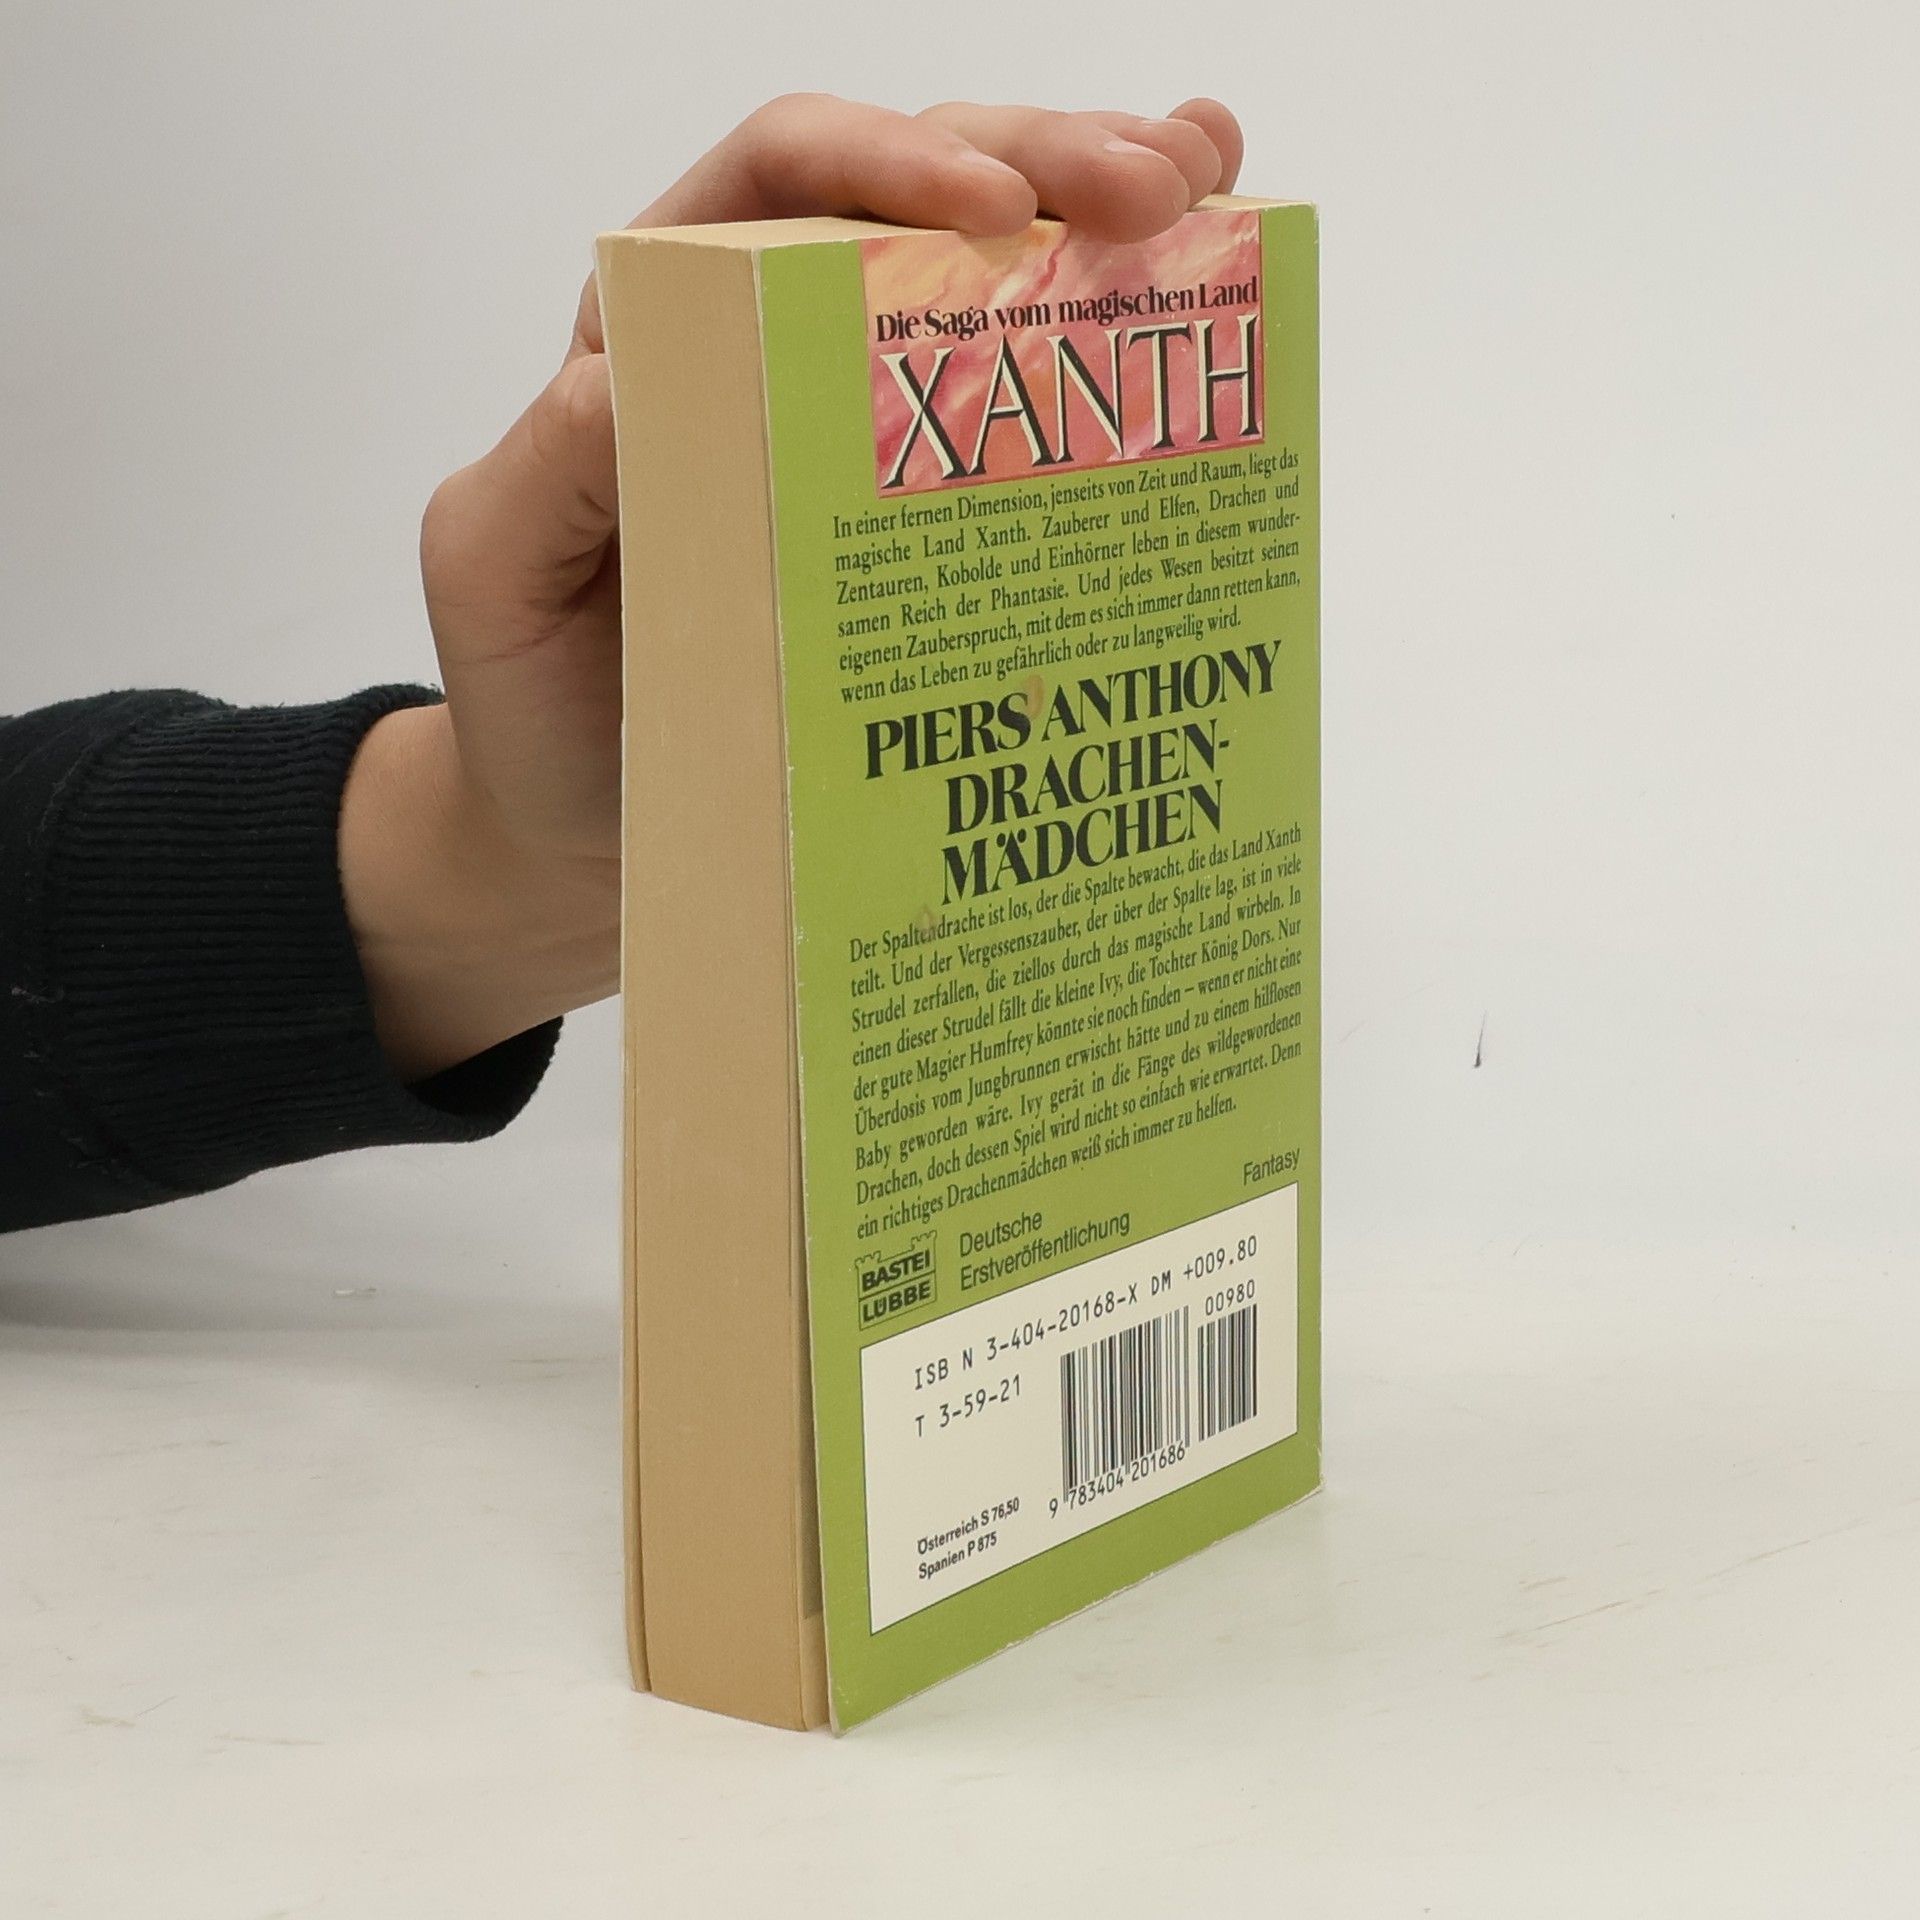 Die Saga vom magischen Land
XANTH
In einer fernen Dimension, jenseits von Zeit und Raum, liegt das
magische Land Xanth. Zauberer und Elfen, Drachen und
Zentauren, Kobolde und Einhörner leben in diesem wunder-
samen Reich der Phantasie. Und jedes Wesen besitzt seinen
eigenen Zauberspruch, mit dem es sich immer dann retten kann,
wenn das Leben zu gefährlich oder zu langweilig wird.
PIERS ANTHONY
DRACHEN-
MÄDCHEN
Der Spaltendrache ist los, der die Spalte bewacht, die das Land Xanth
teilt. Und der Vergessenszauber, der über der Spalte lag, ist in viele
Strudel zerfallen, die ziellos durch das magische Land wirbeln. In
einen dieser Strudel fällt die kleine Ivy, die Tochter König Dors. Nur
der gute Magier Humfrey könnte sie noch finden – wenn er nicht eine
Überdosis vom Jungbrunnen erwischt hätte und zu einem hilflosen
Baby geworden wäre. Ivy gerät in die Fänge des wildgewordenen
Drachen, doch dessen Spiel wird nicht so einfach wie erwartet. Denn
ein richtiges Drachenmädchen weiß sich immer zu helfen.
Fantasy
BASTEI
LÜBBE
Deutsche
Erstveröffentlichung
ISB N 3-404-20168-X DM +009.80
00980
T 3-59-21
9 783404 201686
Österreich S 76,50
Spanien P 875